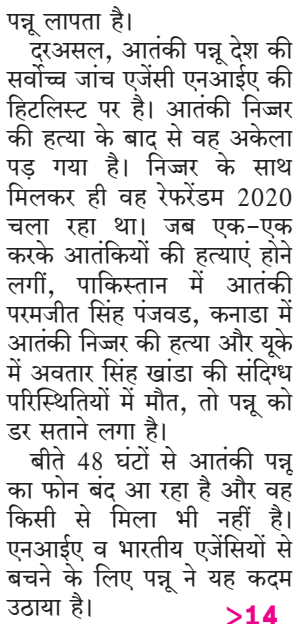 पन्नू लापता है।
दरअसल, आतंकी पन्नू देश की
सर्वोच्च जांच एजेंसी एनआईए की
हिटलिस्ट पर है। आतंकी निज्जर
की हत्या के बाद से वह अकेला
पड़ गया है। निज्जर के साथ
मिलकर ही वह रेफरेंडम 2020
चला रहा था। जब एक-एक
करके आतंकियों की हत्याएं होने
लगीं, पाकिस्तान में आतंकी
परमजीत सिंह पंजवड, कनाडा में
आतंकी निज्जर की हत्या और यूके
में अवतार सिंह खांडा की संदिग्ध
परिस्थितियों में मौत, तो पन्नू को
डर सताने लगा है।
बीते 48 घंटों से आतंकी पन्नू
का फोन बंद आ रहा है और वह
किसी से मिला भी नहीं है।
एनआईए व भारतीय एजेंसियों से
बचने के लिए पन्नू ने यह कदम
उठाया है।
>14